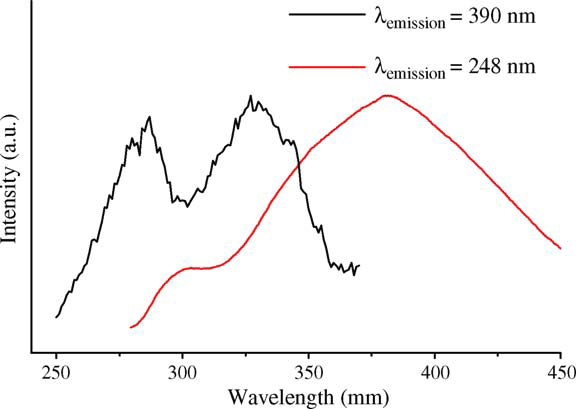 λemission = 390 nm
λemission = 248 nm
Intensity (a.u.)
250 300 350 400 450
Wavelength (mm)